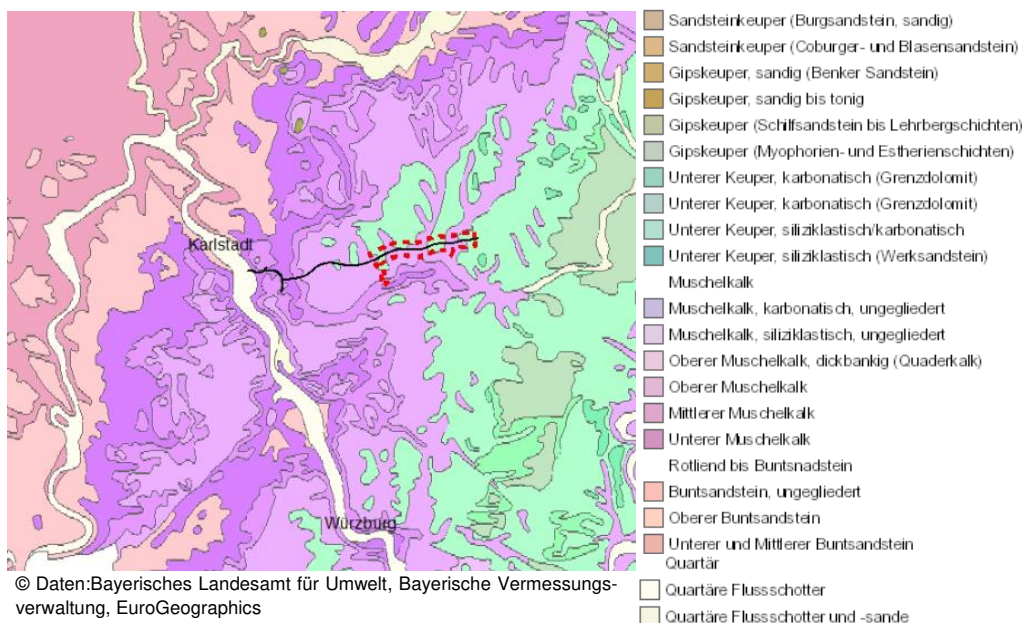 Karlstadt
Würzburg
© Daten:Bayerisches Landesamt für Umwelt, Bayerische Vermessungs-
verwaltung, EuroGeographics
Sandsteinkeuper (Burgsandstein, sandig)
Sandsteinkeuper (Coburger- und Blasensandstein)
Gipskeuper, sandig (Benker Sandstein)
Gipskeuper, sandig bis tonig
Gipskeuper (Schilfsandstein bis Lehrbergschichten)
Gipskeuper (Myophorien- und Estherienschichten)
Unterer Keuper, karbonatisch (Grenzdolomit)
Unterer Keuper, karbonatisch (Grenzdolomit)
Unterer Keuper, siliziklastisch/karbonatisch
Unterer Keuper, siliziklastisch (Werksandstein)
Muschelkalk
Muschelkalk, karbonatisch, ungegliedert
Muschelkalk, siliziklastisch, ungegliedert
Oberer Muschelkalk, dickbankig (Quaderkalk)
Oberer Muschelkalk
Mittlerer Muschelkalk
Unterer Muschelkalk
Rotliend bis Buntsnadstein
Buntsandstein, ungegliedert
Oberer Buntsandstein
Unterer und Mittlerer Buntsandstein
Quartär
Quartäre Flussschotter
Quartäre Flussschotter und -sande